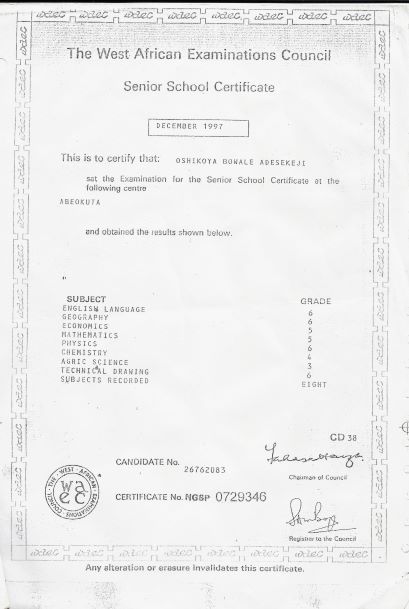 waec waec waec waec waec waec waec waec
The West African Examinations Council
Senior School Certificate
DECEMBER 1997
This is to certify that: OSHIKOYA BOWALE ADESEKEJI
sat the Examination for the Senior School Certificate at the
following centre
ABEOKUTA
and obtained the results shown below.
SUBJECT GRADE
ENGLISH LANGUAGE 6
GEOGRAPHY 6
ECONOMICS 5
MATHEMATICS 5
PHYSICS 6
CHEMISTRY 4
AGRIC SCIENCE 3
TECHNICAL DRAWING 6
SUBJECTS RECORDED EIGHT
CD 38
CANDIDATE No. 26762083
Chairman of Council
THE WEST AFRICAN EXAMINATIONS COUNCIL
waec
CERTIFICATE No. NGSP 0729346
Registrar to the Council
waec waec waec waec waec waec waec waec
Any alteration or erasure invalidates this certificate.